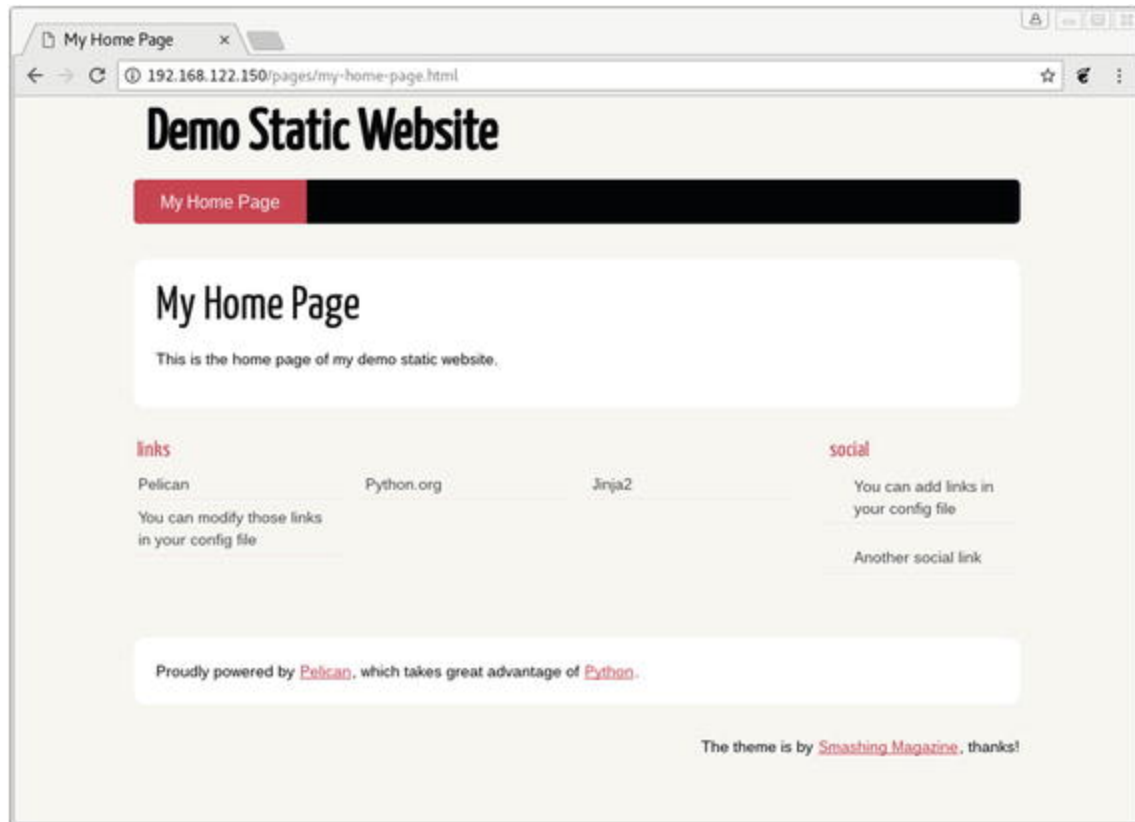 My Home Page
192.168.122.150/pages/my-home-page.html
Demo Static Website
My Home Page
My Home Page
This is the home page of my demo static website.
links
Pelican
Python.org
Jinja2
You can modify those links
in your config file
social
You can add links in
your config file
Another social link
Proudly powered by Pelican, which takes great advantage of Python.
The theme is by Smashing Magazine, thanks!